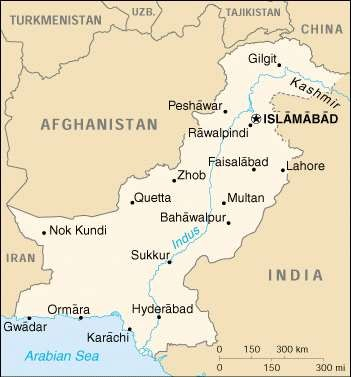 TURKMENISTAN
UZB.
TAJIKISTAN
CHINA
Gilgit
Kashmir
Peshāwar
ISLĀMĀBĀD
Rāwalpindi
AFGHANISTAN
Faisalābad
Lahore
Zhob
Quetta
Multan
Bahāwalpur
Nok Kundi
Indus
IRAN
Sukkur
INDIA
Ormāra
Hyderābad
Gwādar
Karāchi
Arabian Sea
0 150 300 km
0 150 300 mi